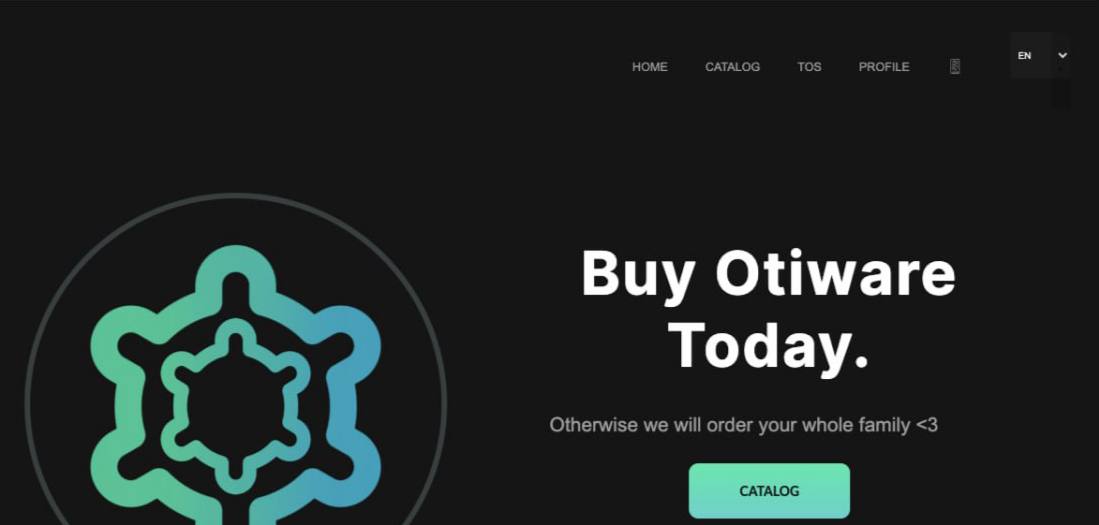 HOME CATALOG TOS PROFILE EN
Buy Otiware
Today.
Otherwise we will order your whole family <3
CATALOG